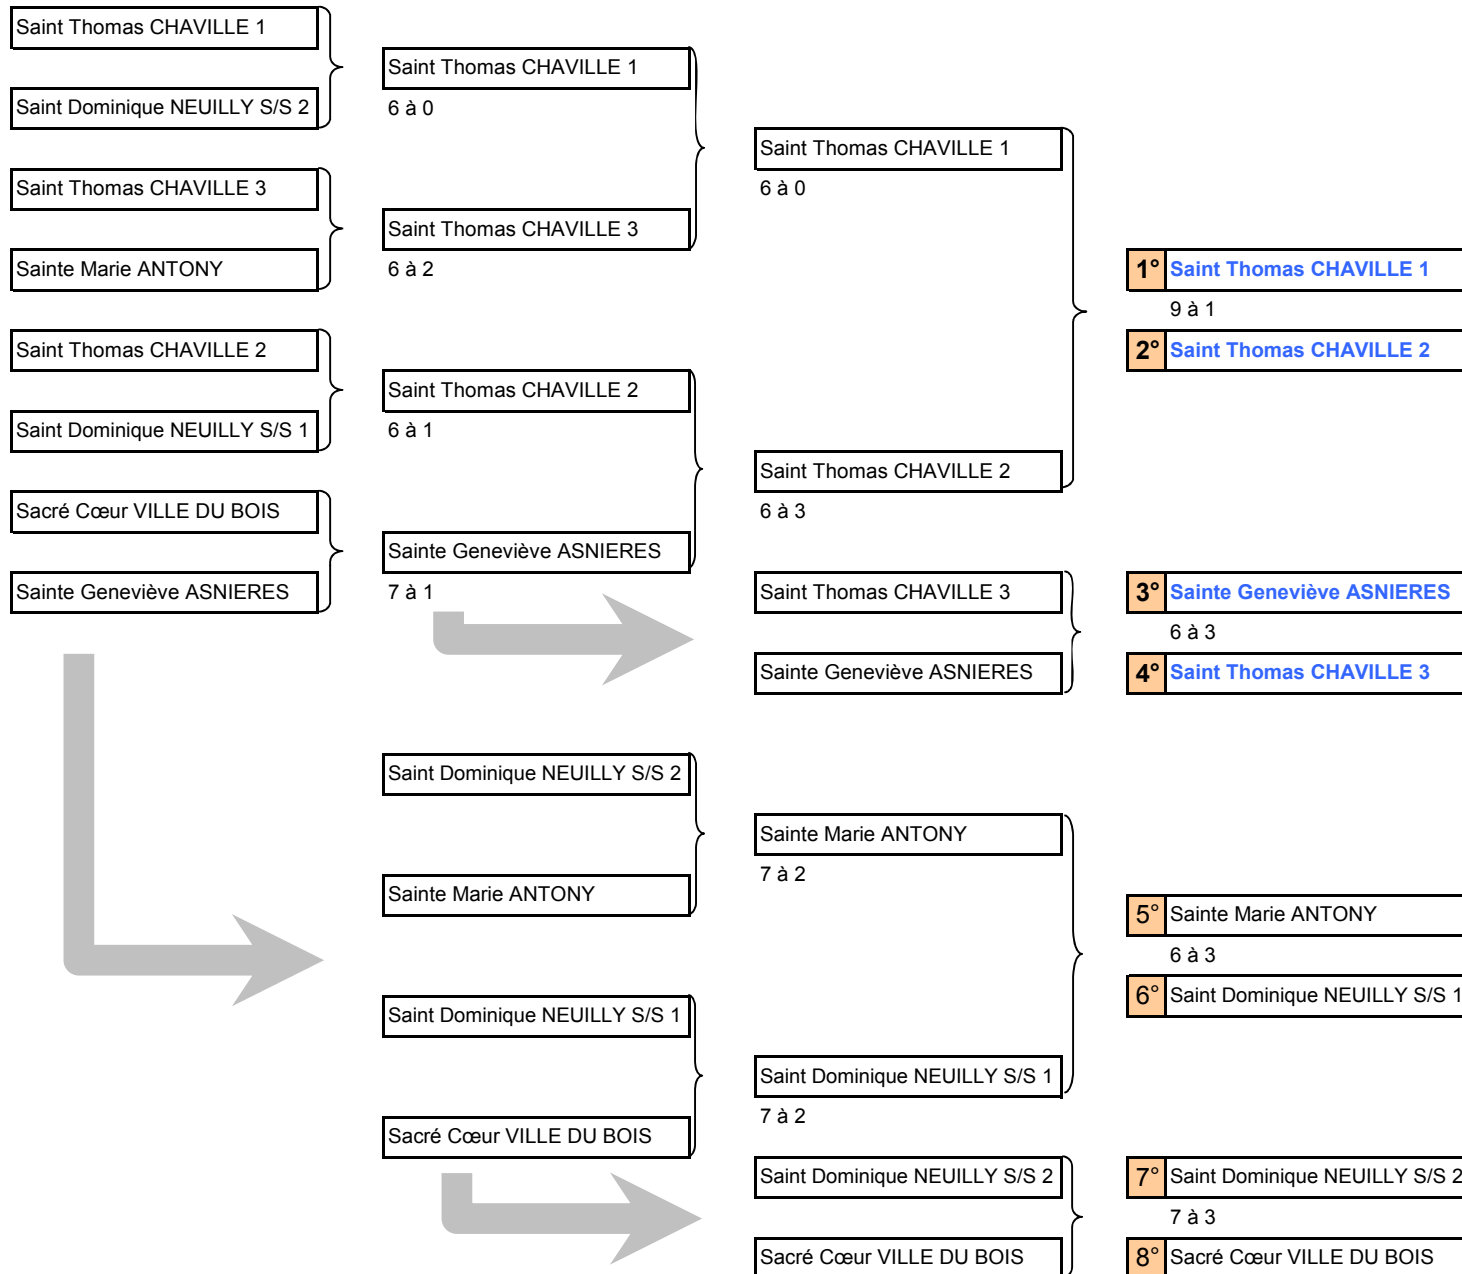 Saint Thomas CHAVILLE 1
Saint Dominique NEUILLY S/S 2
Saint Thomas CHAVILLE 3
Sainte Marie ANTONY
Saint Thomas CHAVILLE 2
Saint Dominique NEUILLY S/S 1
Sacré Cœur VILLE DU BOIS
Sainte Geneviève ASNIERES
Saint Thomas CHAVILLE 1
6 à 0
Saint Thomas CHAVILLE 3
6 à 2
Saint Thomas CHAVILLE 2
6 à 1
Sainte Geneviève ASNIERES
7 à 1
Saint Dominique NEUILLY S/S 2
Sainte Marie ANTONY
Saint Dominique NEUILLY S/S 1
Sacré Cœur VILLE DU BOIS
Saint Thomas CHAVILLE 1
6 à 0
Saint Thomas CHAVILLE 2
6 à 3
Saint Thomas CHAVILLE 3
Sainte Geneviève ASNIERES
Sainte Marie ANTONY
7 à 2
Saint Dominique NEUILLY S/S 1
7 à 2
Saint Dominique NEUILLY S/S 2
Sacré Cœur VILLE DU BOIS
1° Saint Thomas CHAVILLE 1
9 à 1
2° Saint Thomas CHAVILLE 2
3° Sainte Geneviève ASNIERES
6 à 3
4° Saint Thomas CHAVILLE 3
5° Sainte Marie ANTONY
6 à 3
6° Saint Dominique NEUILLY S/S 1
7° Saint Dominique NEUILLY S/S 2
7 à 3
8° Sacré Cœur VILLE DU BOIS